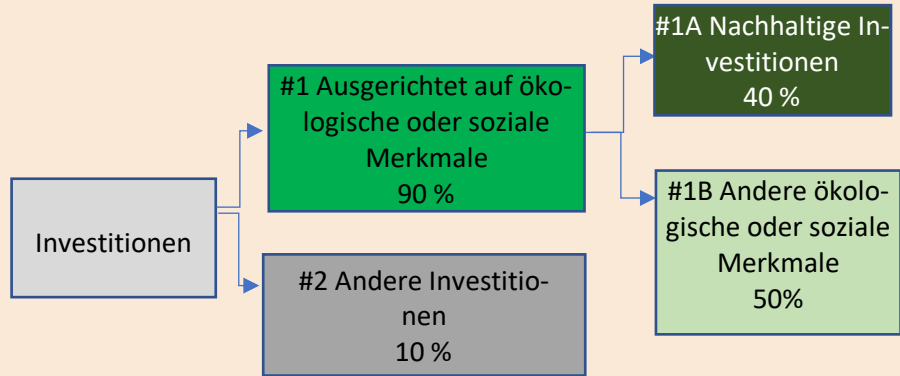 Investitionen
#1 Ausgerichtet auf öko-
logische oder soziale
Merkmale
90 %
#2 Andere Investitio-
nen
10 %
#1A Nachhaltige In-
vestitionen
40 %
#1B Andere ökolo-
gische oder soziale
Merkmale
50%